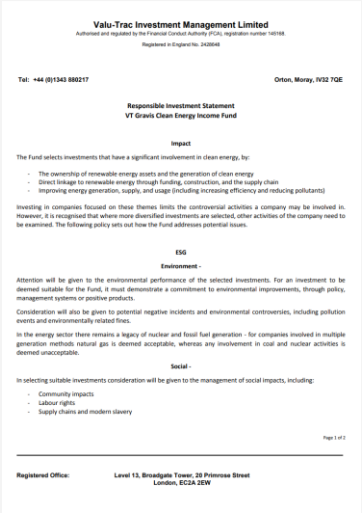 Valu-Trac Investment Management Limited
Authorised and regulated by the Financial Conduct Authority (FCA), registration number 145168.
Registered in England No. 2428648
Tel: +44 (0)1343 880217 Orton, Moray, IV32 7QE
Responsible Investment Statement
VT Gravis Clean Energy Income Fund
Impact
The Fund selects investments that have a significant involvement in clean energy, by:
- The ownership of renewable energy assets and the generation of clean energy
- Direct linkage to renewable energy through funding, construction, and the supply chain
- Improving energy generation, supply, and usage (including increasing efficiency and reducing pollutants)
Investing in companies focused on these themes limits the controversial activities a company may be involved in.
However, it is recognised that where more diversified investments are selected, other activities of the company need to
be examined. The following policy sets out how the Fund addresses potential issues.
ESG
Environment -
Attention will be given to the environmental performance of the selected investments. For an investment to be
deemed suitable for the Fund, it must demonstrate a commitment to environmental improvements, through policy,
management systems or positive products.
Consideration will also be given to potential negative incidents and environmental controversies, including pollution
events and environmentally related fines.
In the energy sector there remains a legacy of nuclear and fossil fuel generation - for companies involved in multiple
generation methods natural gas is deemed acceptable, whereas any involvement in coal and nuclear activities is
deemed unacceptable.
Social -
In selecting suitable investments consideration will be given to the management of social impacts, including:
- Community impacts
- Labour rights
- Supply chains and modern slavery
Page 1 of 2
Registered Office: Level 13, Broadgate Tower, 20 Primrose Street
London, EC2A 2EW